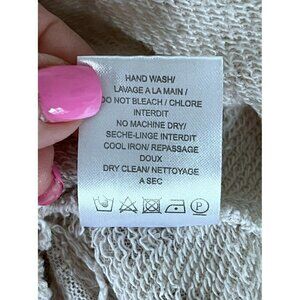 HAND WASH/
LAVAGE A LA MAIN /
DO NOT BLEACH / CHLORE
INTERDIT
NO MACHINE DRY/
SECHE-LINGE INTERDIT
COOL IRON/ REPASSAGE
DOUX
DRY CLEAN/ NETTOYAGE
A SEC
P